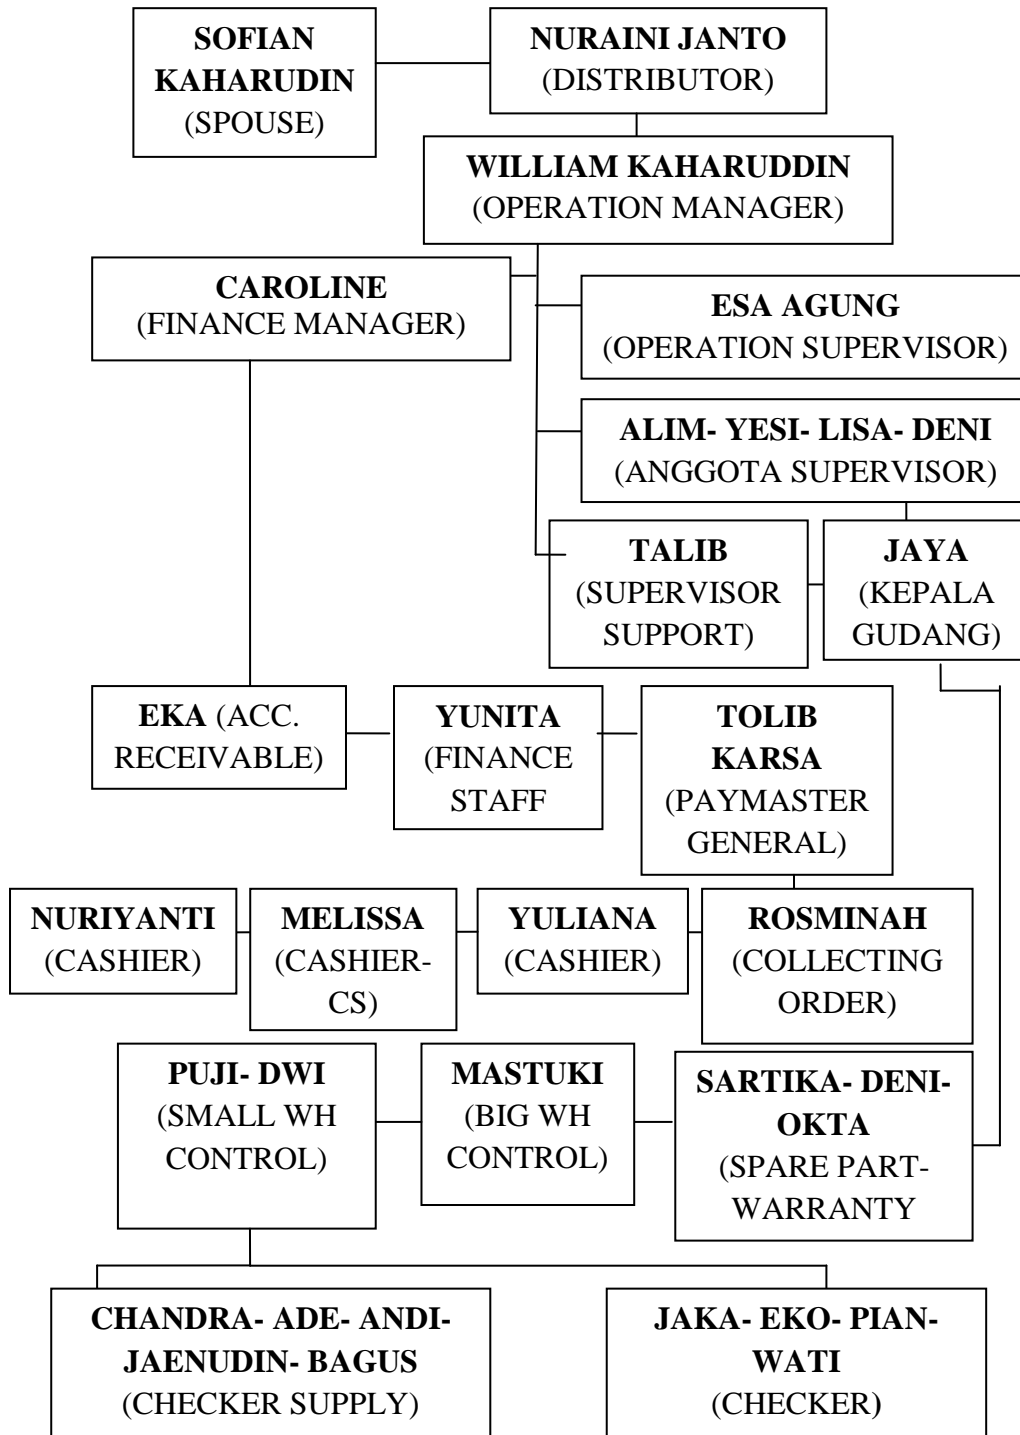 SOFIAN
KAHARUDIN
(SPOUSE)
NURAINI JANTO
(DISTRIBUTOR)
WILLIAM KAHARUDDIN
(OPERATION MANAGER)
CAROLINE
(FINANCE MANAGER)
ESA AGUNG
(OPERATION SUPERVISOR)
ALIM- YESI- LISA- DENI
(ANGGOTA SUPERVISOR)
TALIB
(SUPERVISOR
SUPPORT)
JAYA
(KEPALA
GUDANG)
EKA (ACC.
RECEIVABLE)
YUNITA
(FINANCE
STAFF
TOLIB
KARSA
(PAYMASTER
GENERAL)
NURIYANTI
(CASHIER)
MELISSA
(CASHIER-
CS)
YULIANA
(CASHIER)
ROSMINAH
(COLLECTING
ORDER)
PUJI- DWI
(SMALL WH
CONTROL)
MASTUKI
(BIG WH
CONTROL)
SARTIKA- DENI-
OKTA
(SPARE PART-
WARRANTY
CHANDRA- ADE- ANDI-
JAENUDIN- BAGUS
(CHECKER SUPPLY)
JAKA- EKO- PIAN-
WATI
(CHECKER)